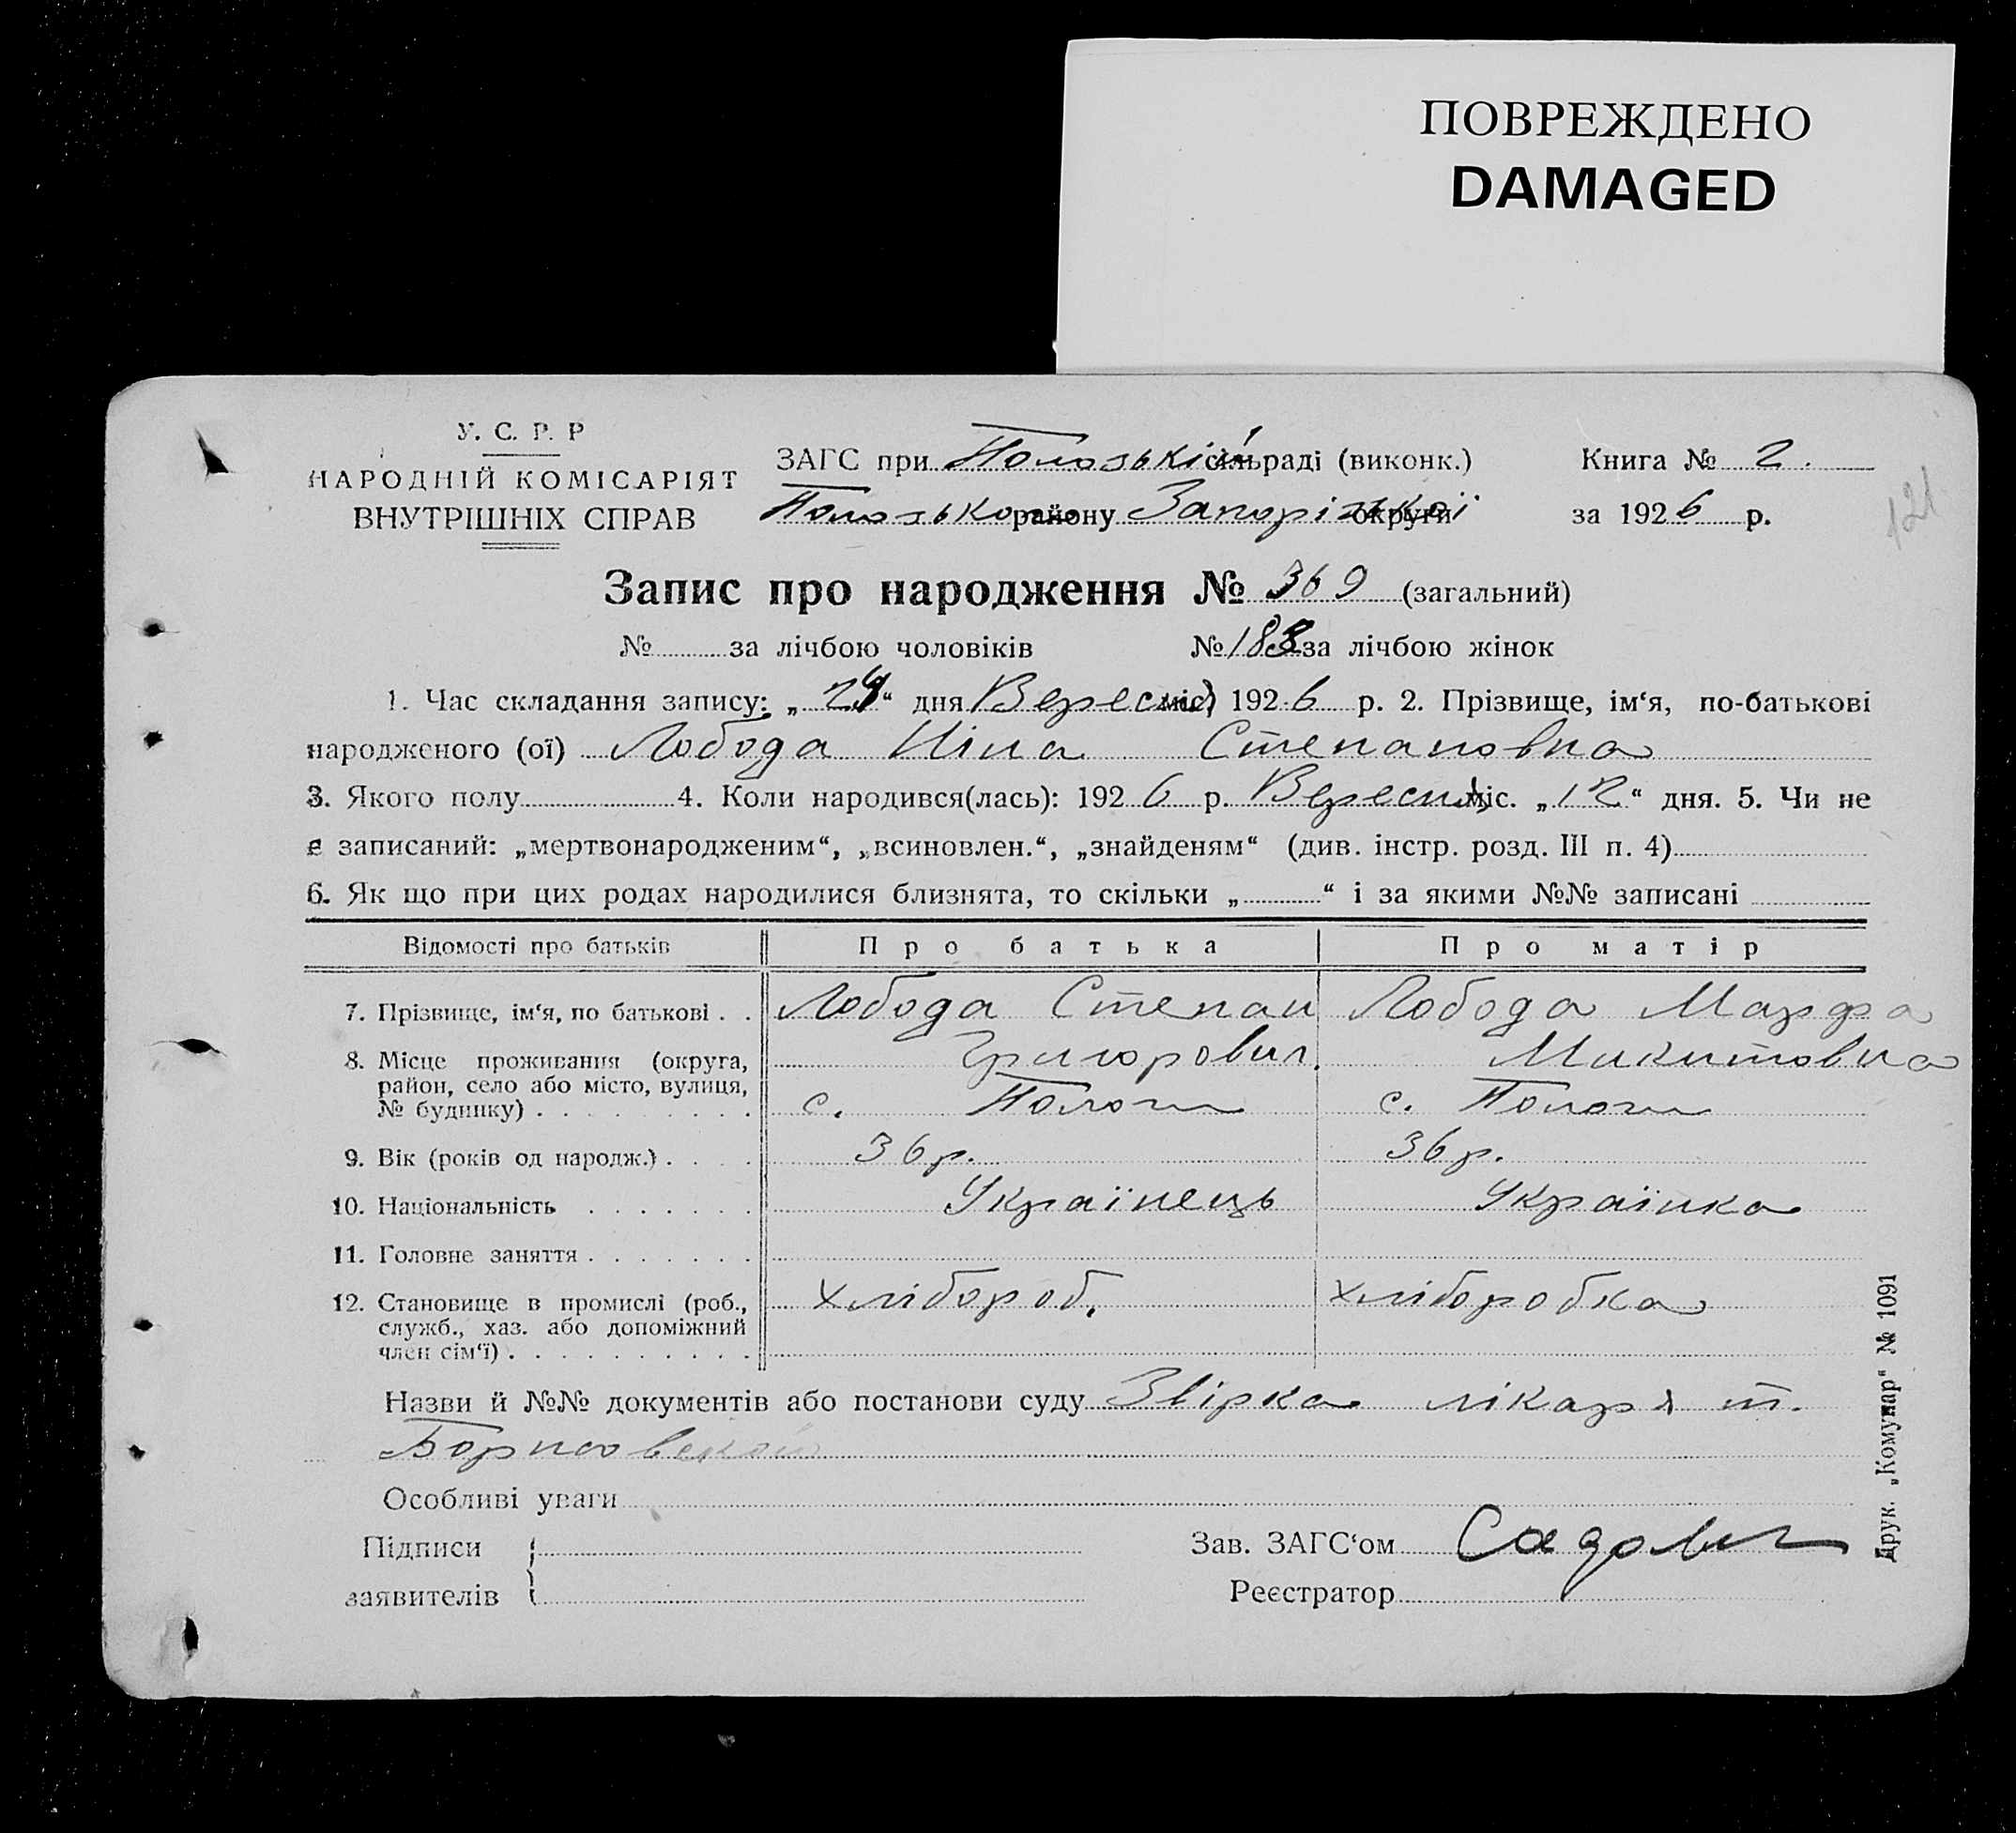 ПОВРЕЖДЕНО
DAMAGED
У. С. Р. Р
НАРОДНІЙ КОМІСАРІЯТ
ВНУТРІШНІХ СПРАВ
ЗАГС при Пологській сільраді (виконк.)
Пологського району Запорізької округи
Книга № 2.
за 1926 р.
121
Запис про народження № 369 (загальний)
№ за лічбою чоловіків № 188 за лічбою жінок
1. Час складання запису: „24“ дня Вересня міс. 1926 р. 2. Прізвище, ім‘я, по-батькові
народженого (ої) Лобода Ніна Степановна
3. Якого полу 4. Коли народився(лась): 1926 р. Вересня міс. „12“ дня. 5. Чи не
є записаний: „мертвонародженим“, „всиновлен.“, „знайденям“ (див. інстр. розд. III п. 4)
6. Як що при цих родах народилися близнята, то скільки „ “ і за якими №№ записані
Відомості про батьків Про батька Про матір
7. Прізвище, ім‘я, по батькові . . Лобода Степан Лобода Марфа
Григорович. Микитовна
8. Місце проживання (округа,
район, село або місто, вулиця,
№ будинку) . . . . . . . . . с. Пологи с. Пологи
9. Вік (років од народж.) . . . . 36 р. 36 р.
10. Національність . . . . . . . Українець Українка
11. Головне заняття . . . . . . .
12. Становище в промислі (роб., хлібороб. хлiборобка
служб., хаз. або допоміжний
член сім‘ї) . . . . . . . . . .
Назви й №№ документів або постанови суду Звірка лікаря т.
Борисовской
Особливі уваги
Підписи
заявителів
Зав. ЗАГС‘ом
Реєстратор
Друк. „Комунар“ № 1091